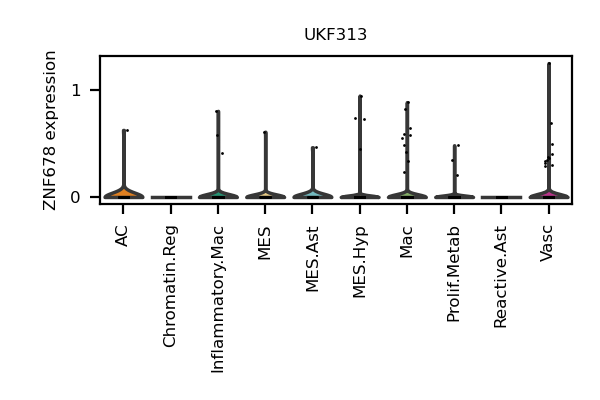 UKF313
ZNF678 expression
1
0
AC
Chromatin.Reg
Inflammatory.Mac
MES
MES.Ast
MES.Hyp
Mac
Prolif.Metab
Reactive.Ast
Vasc